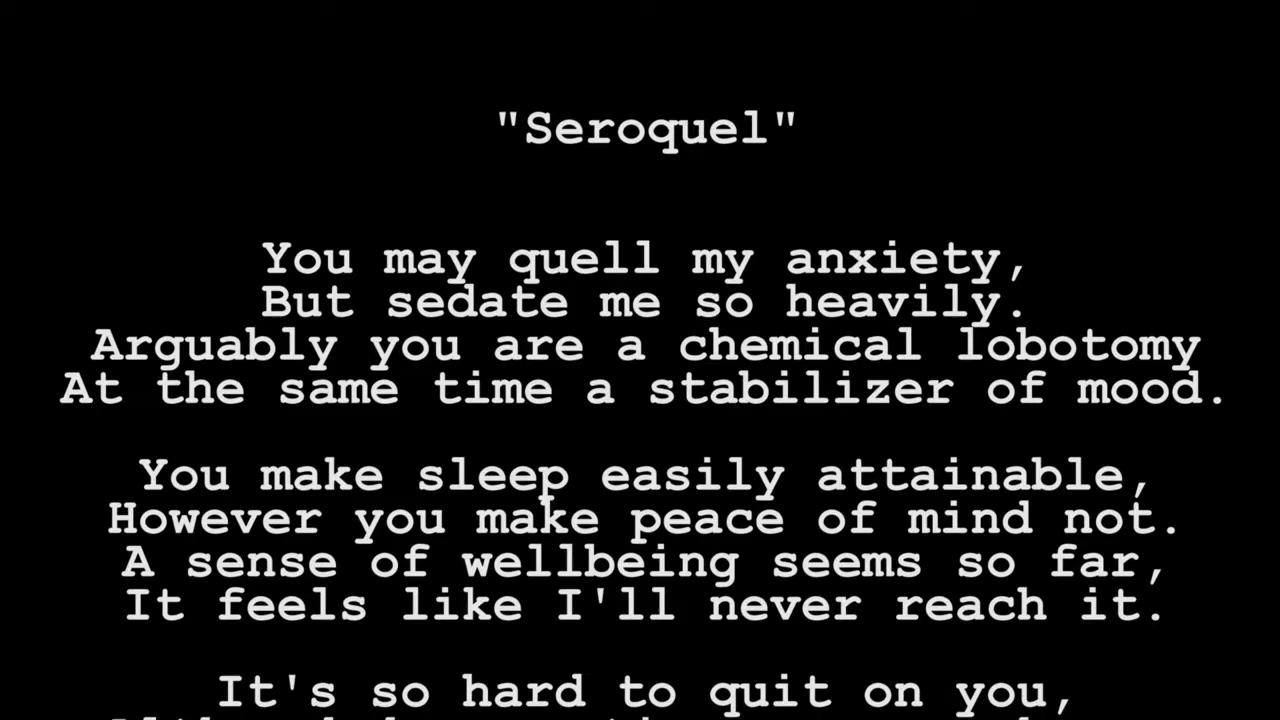 "Seroquel"
You may quell my anxiety,
But sedate me so heavily.
Arguably you are a chemical lobotomy
At the same time a stabilizer of mood.
You make sleep easily attainable,
However you make peace of mind not.
A sense of wellbeing seems so far,
It feels like I'll never reach it.
It's so hard to quit on you,